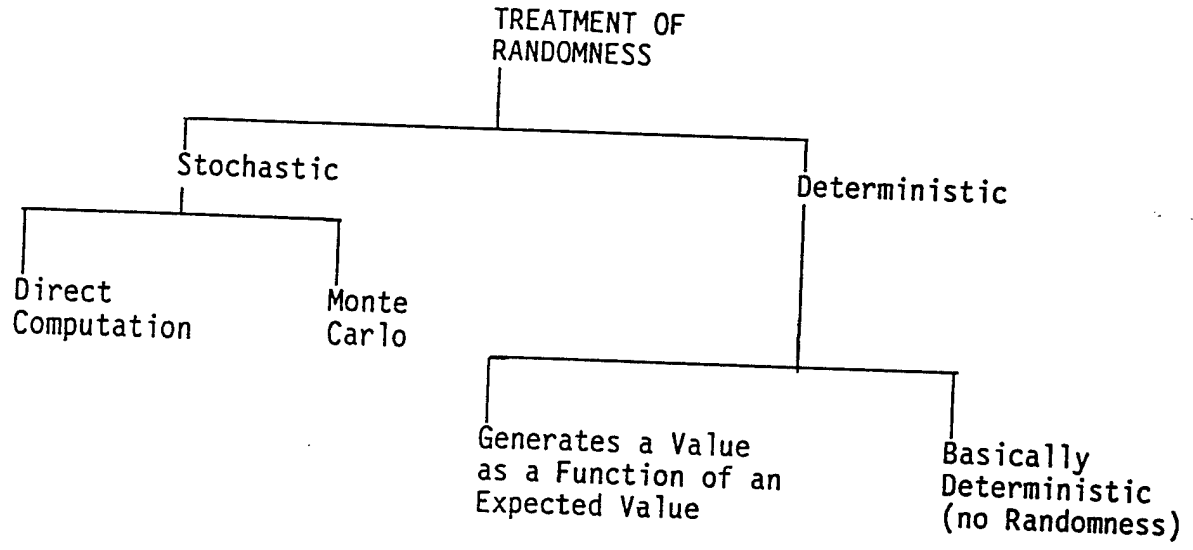 TREATMENT OF
RANDOMNESS
Stochastic
Deterministic
Direct
Computation
Monte
Carlo
Generates a Value
as a Function of an
Expected Value
Basically
Deterministic
(no Randomness)